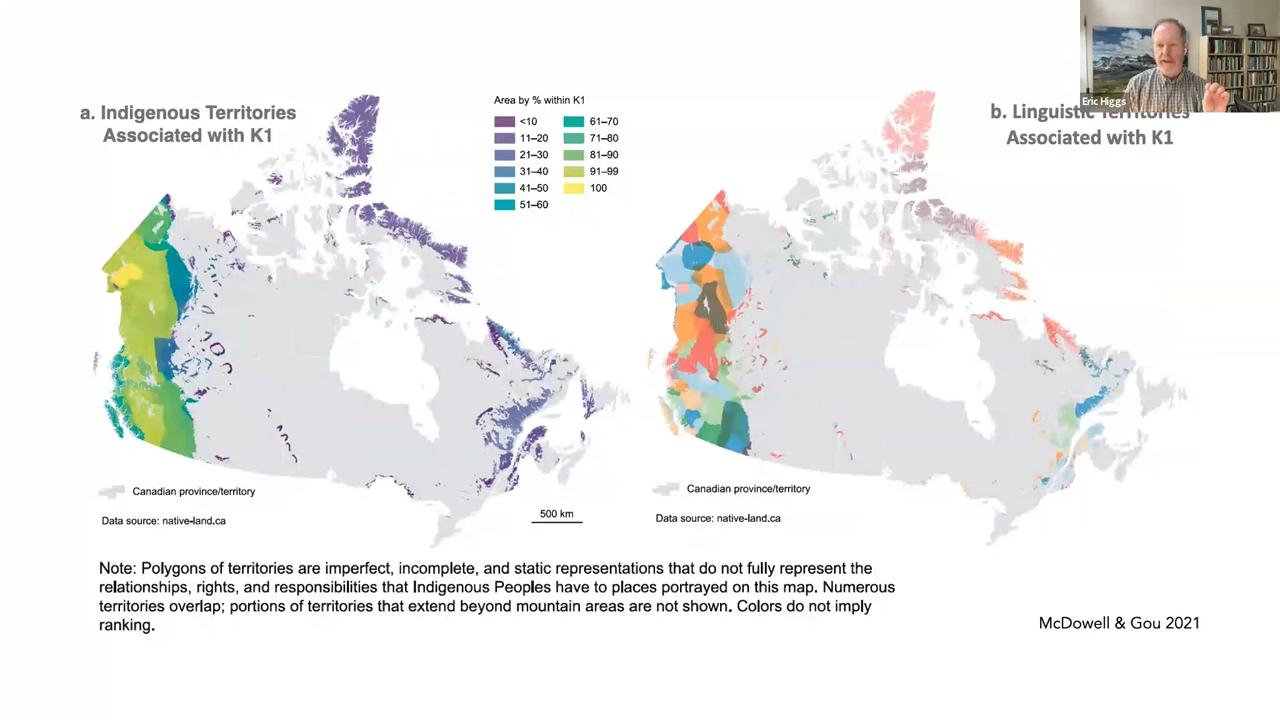 a. Indigenous Territories
Associated with K1
Area by % within K1
<10
11–20
21–30
31–40
41–50
51–60
61–70
71–80
81–90
91–99
100
Eric Higgs
b. Linguistic Territories
Associated with K1
Canadian province/territory
Data source: native-land.ca
500 km
Canadian province/territory
Data source: native-land.ca
Note: Polygons of territories are imperfect, incomplete, and static representations that do not fully represent the
relationships, rights, and responsibilities that Indigenous Peoples have to places portrayed on this map. Numerous
territories overlap; portions of territories that extend beyond mountain areas are not shown. Colors do not imply
ranking.
McDowell & Gou 2021